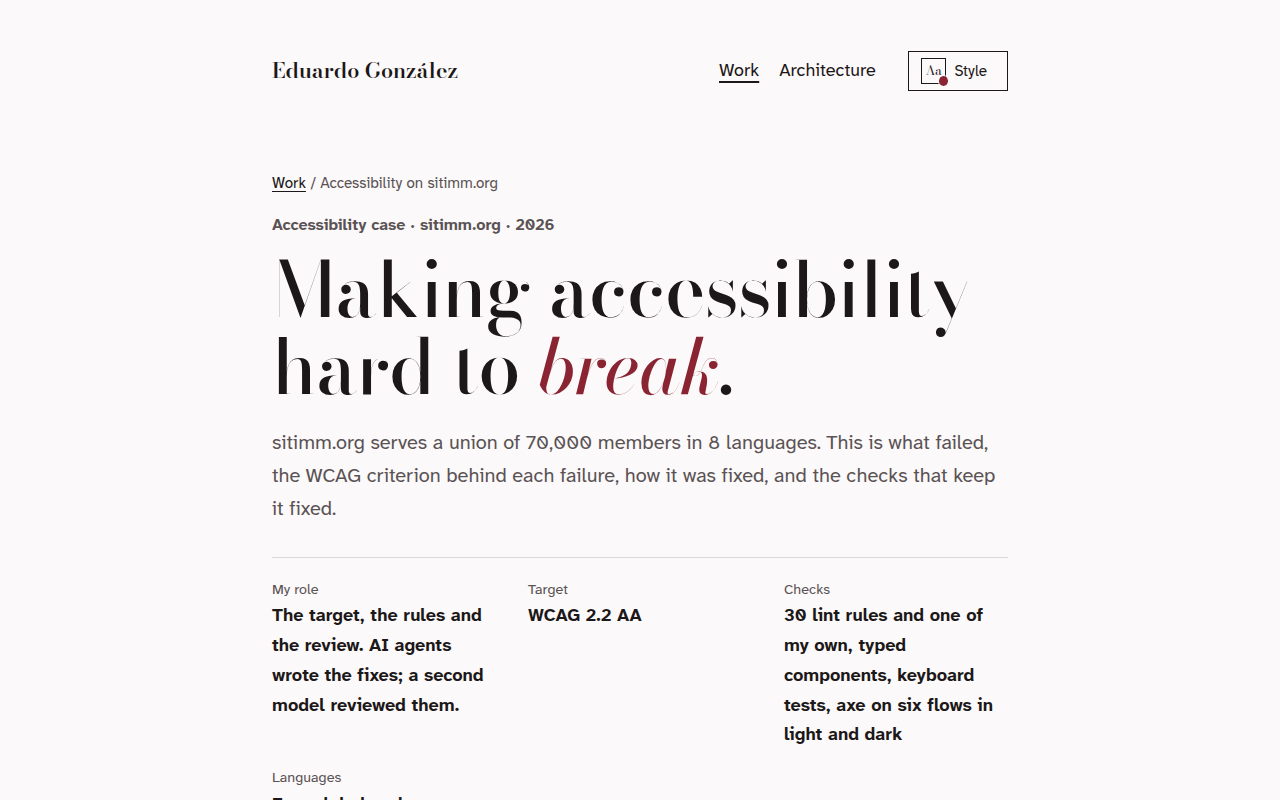 Eduardo González
Work
Architecture
Aa
Style
Work / Accessibility on sitimm.org
Accessibility case · sitimm.org · 2026
Making accessibility
hard to break.
sitimm.org serves a union of 70,000 members in 8 languages. This is what failed,
the WCAG criterion behind each failure, how it was fixed, and the checks that keep
it fixed.
My role
The target, the rules and
the review. AI agents
wrote the fixes; a second
model reviewed them.
Target
WCAG 2.2 AA
Checks
30 lint rules and one of
my own, typed
components, keyboard
tests, axe on six flows in
light and dark
Languages